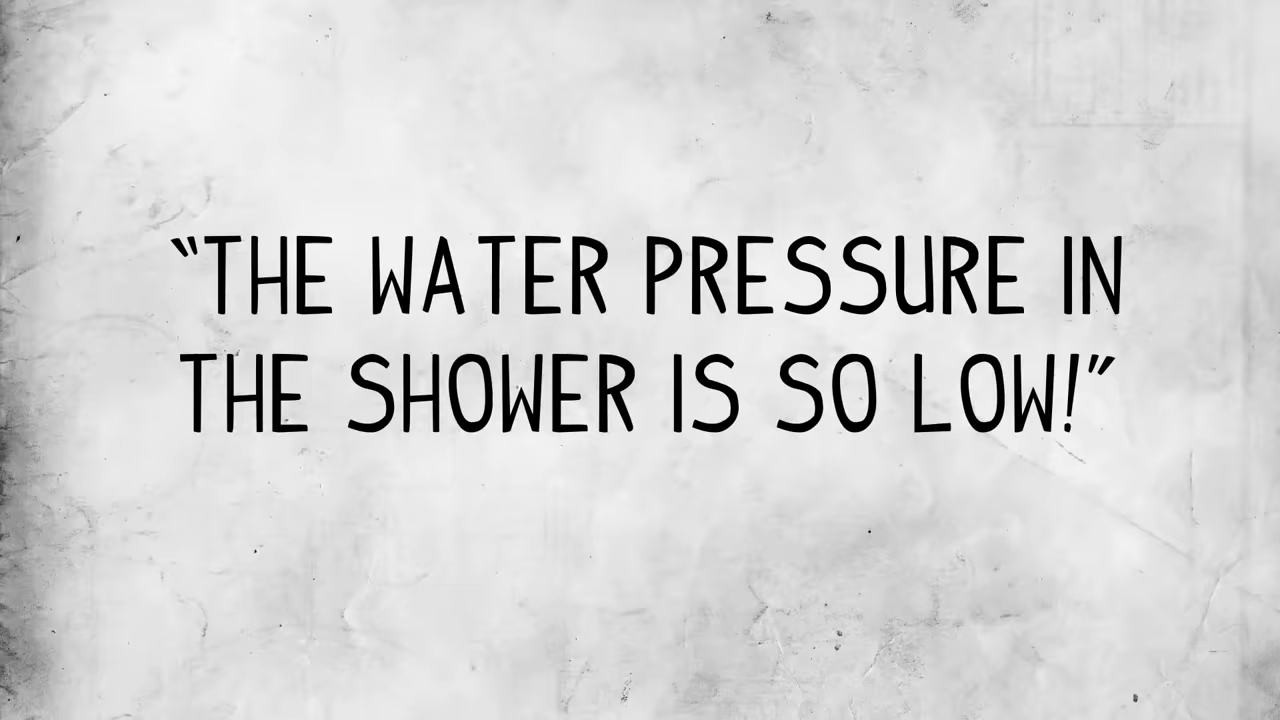 “THE WATER PRESSURE IN
THE SHOWER IS SO LOW!”